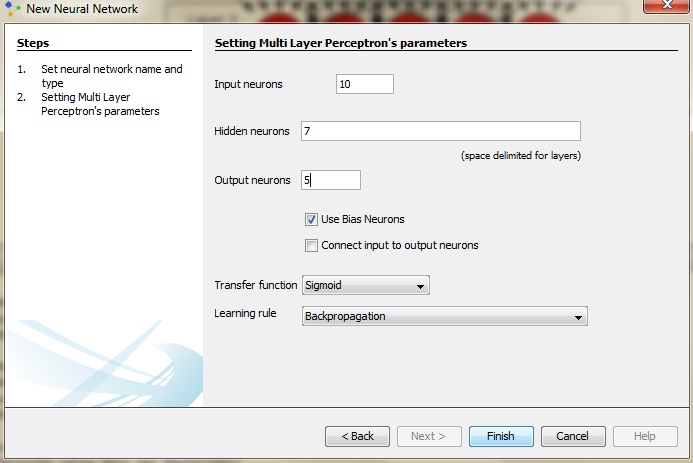 New Neural Network
Steps
1. Set neural network name and
type
2. Setting Multi Layer
Perceptron's parameters
Setting Multi Layer Perceptron's parameters
Input neurons 10
Hidden neurons 7
(space delimited for layers)
Output neurons 5
Use Bias Neurons
Connect input to output neurons
Transfer function Sigmoid
Learning rule Backpropagation
< Back Next > Finish Cancel Help